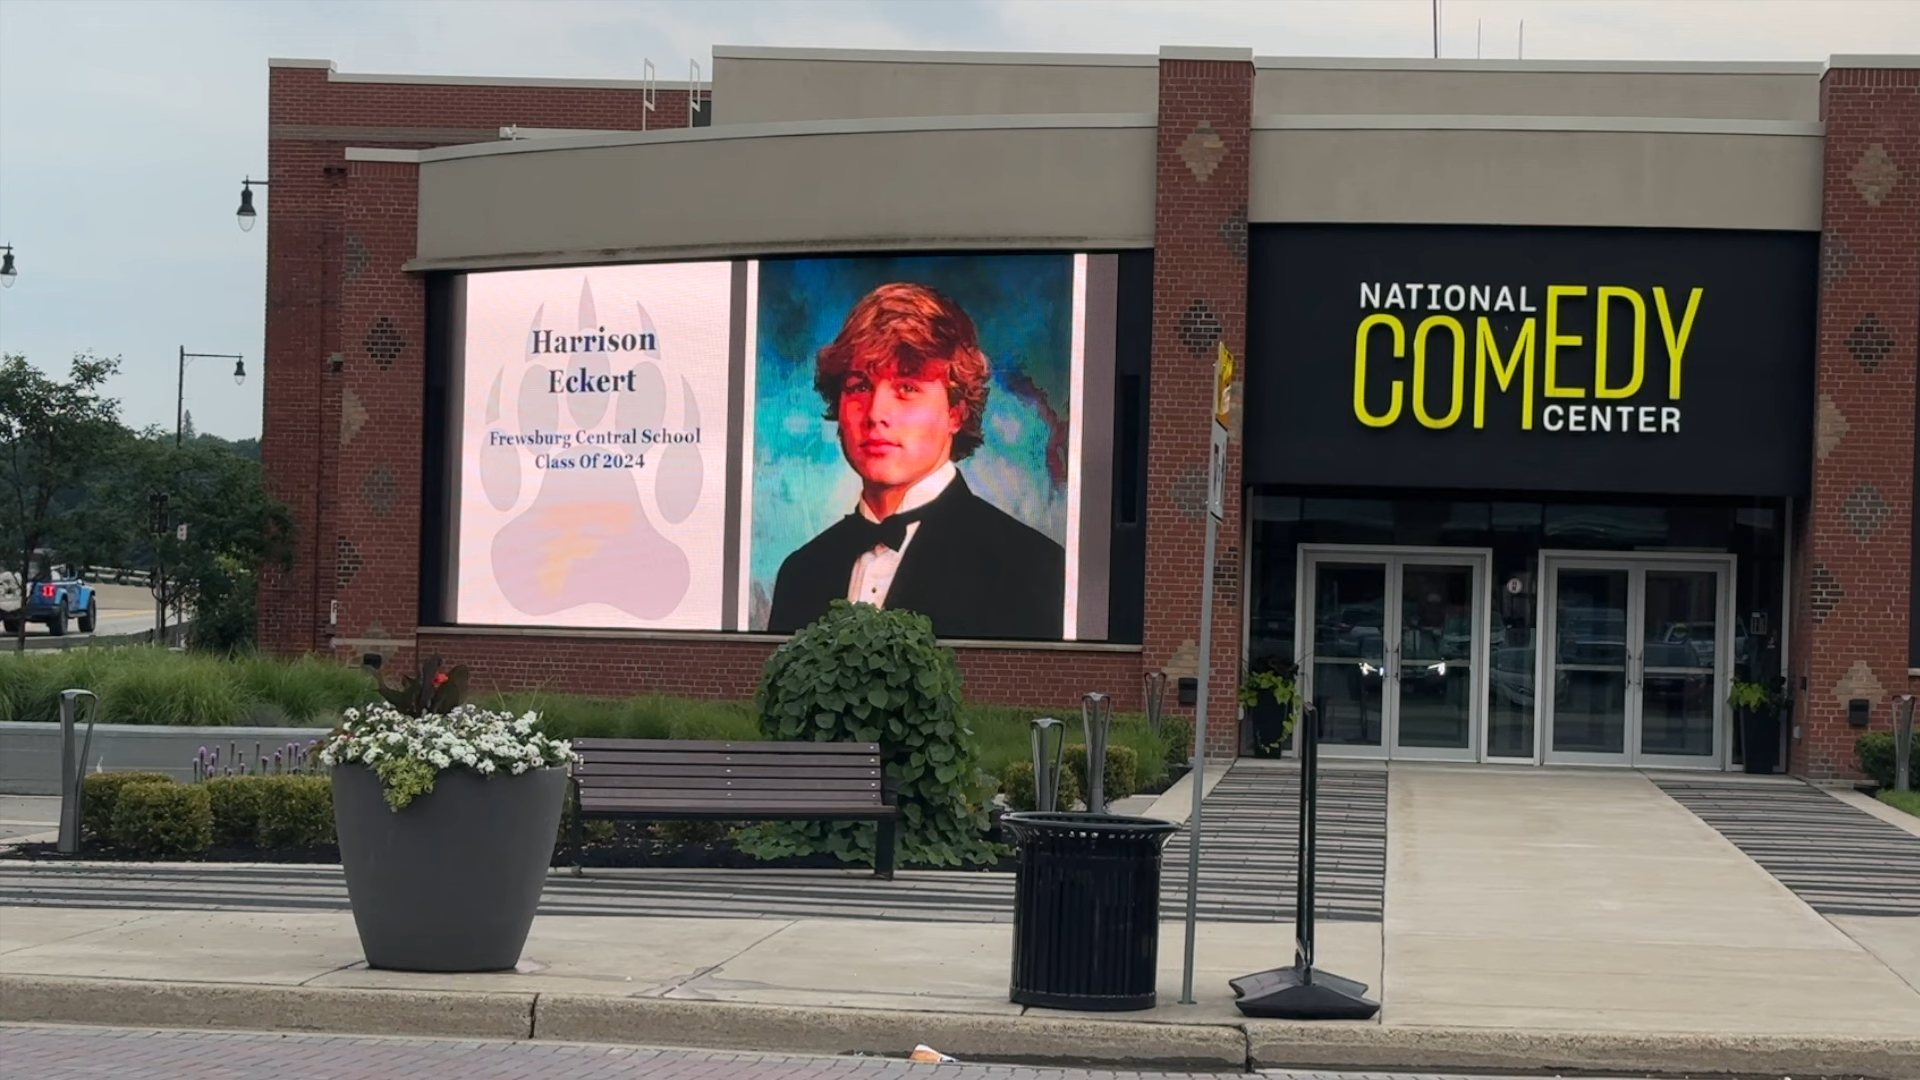 Harrison
Eckert
Frewsburg Central School
Class Of 2024
NATIONAL
COMEDY
CENTER